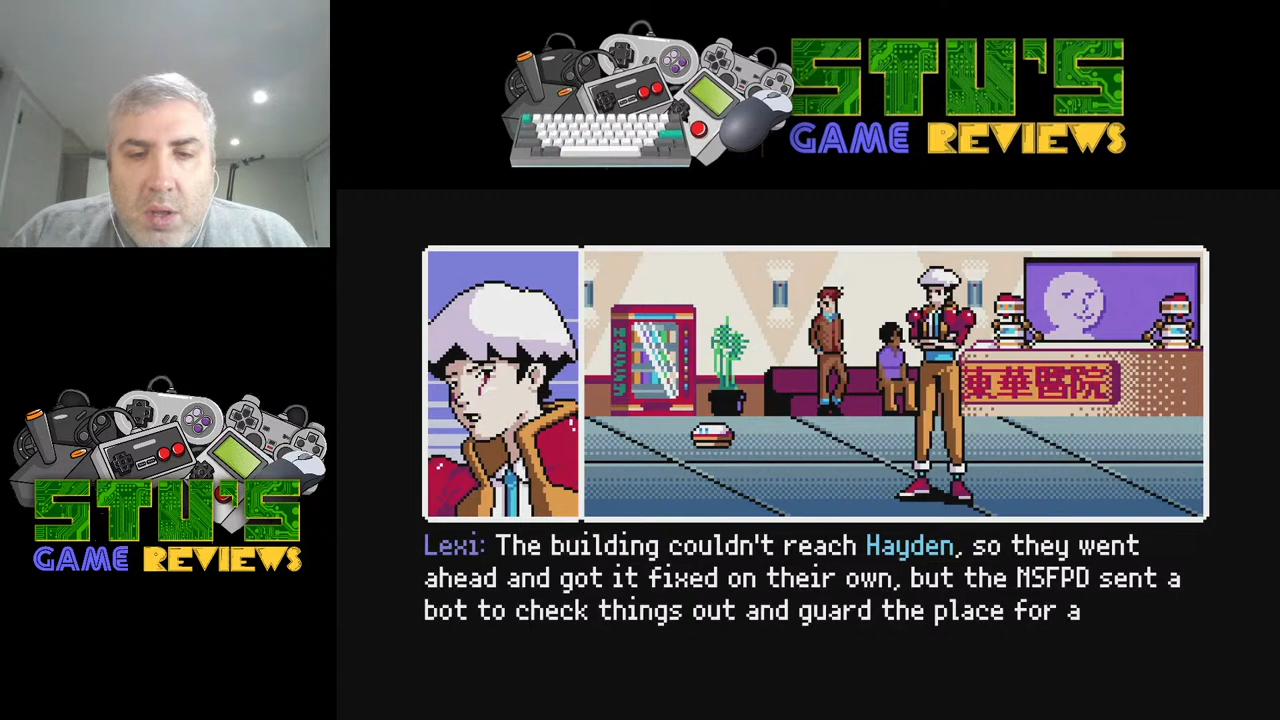 STU'S
GAME REVIEWS
東華醫院
STU'S
GAME REVIEWS
Lexi: The building couldn't reach Hayden, so they went
ahead and got it fixed on their own, but the NSFPD sent a
bot to check things out and guard the place for a